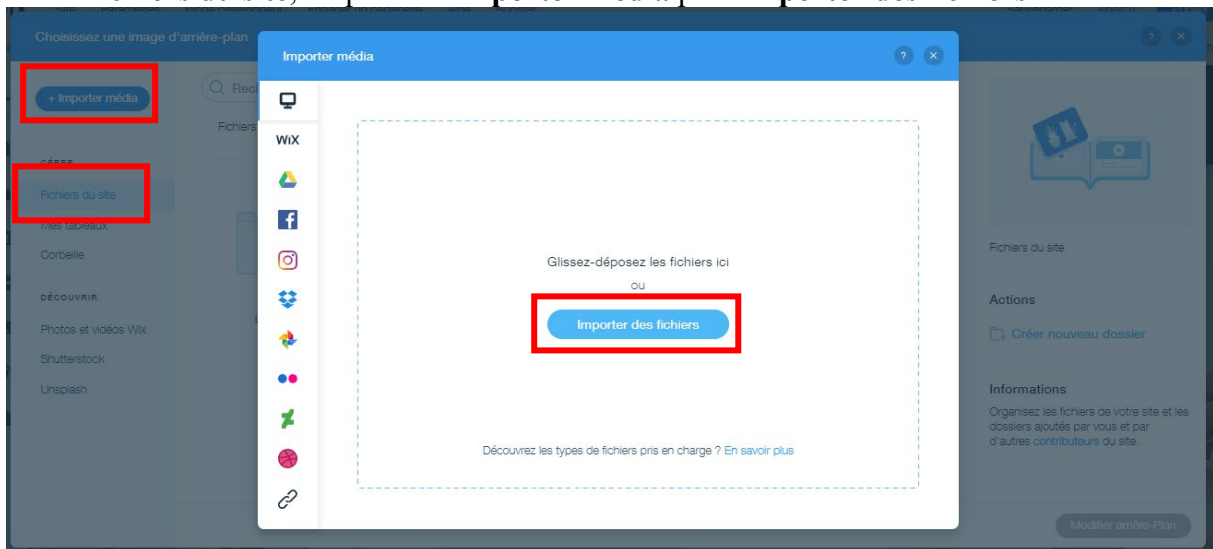 Choisissez une image d'arrière-plan
Importer média
+ Importer média
Fichiers
GÉRER
Fichiers du site
Mes tableaux
Corbeille
DÉCOUVRIR
Photos et vidéos Wix
Shutterstock
Unsplash
WiX
Glissez-déposez les fichiers ici
ou
Importer des fichiers
Découvrez les types de fichiers pris en charge ? En savoir plus
Fichiers du site
Actions
Créer nouveau dossier
Informations
Organisez les fichiers de votre site et les
dossiers ajoutés par vous et par
d'autres contributeurs du site.
Modifier arrière-Plan